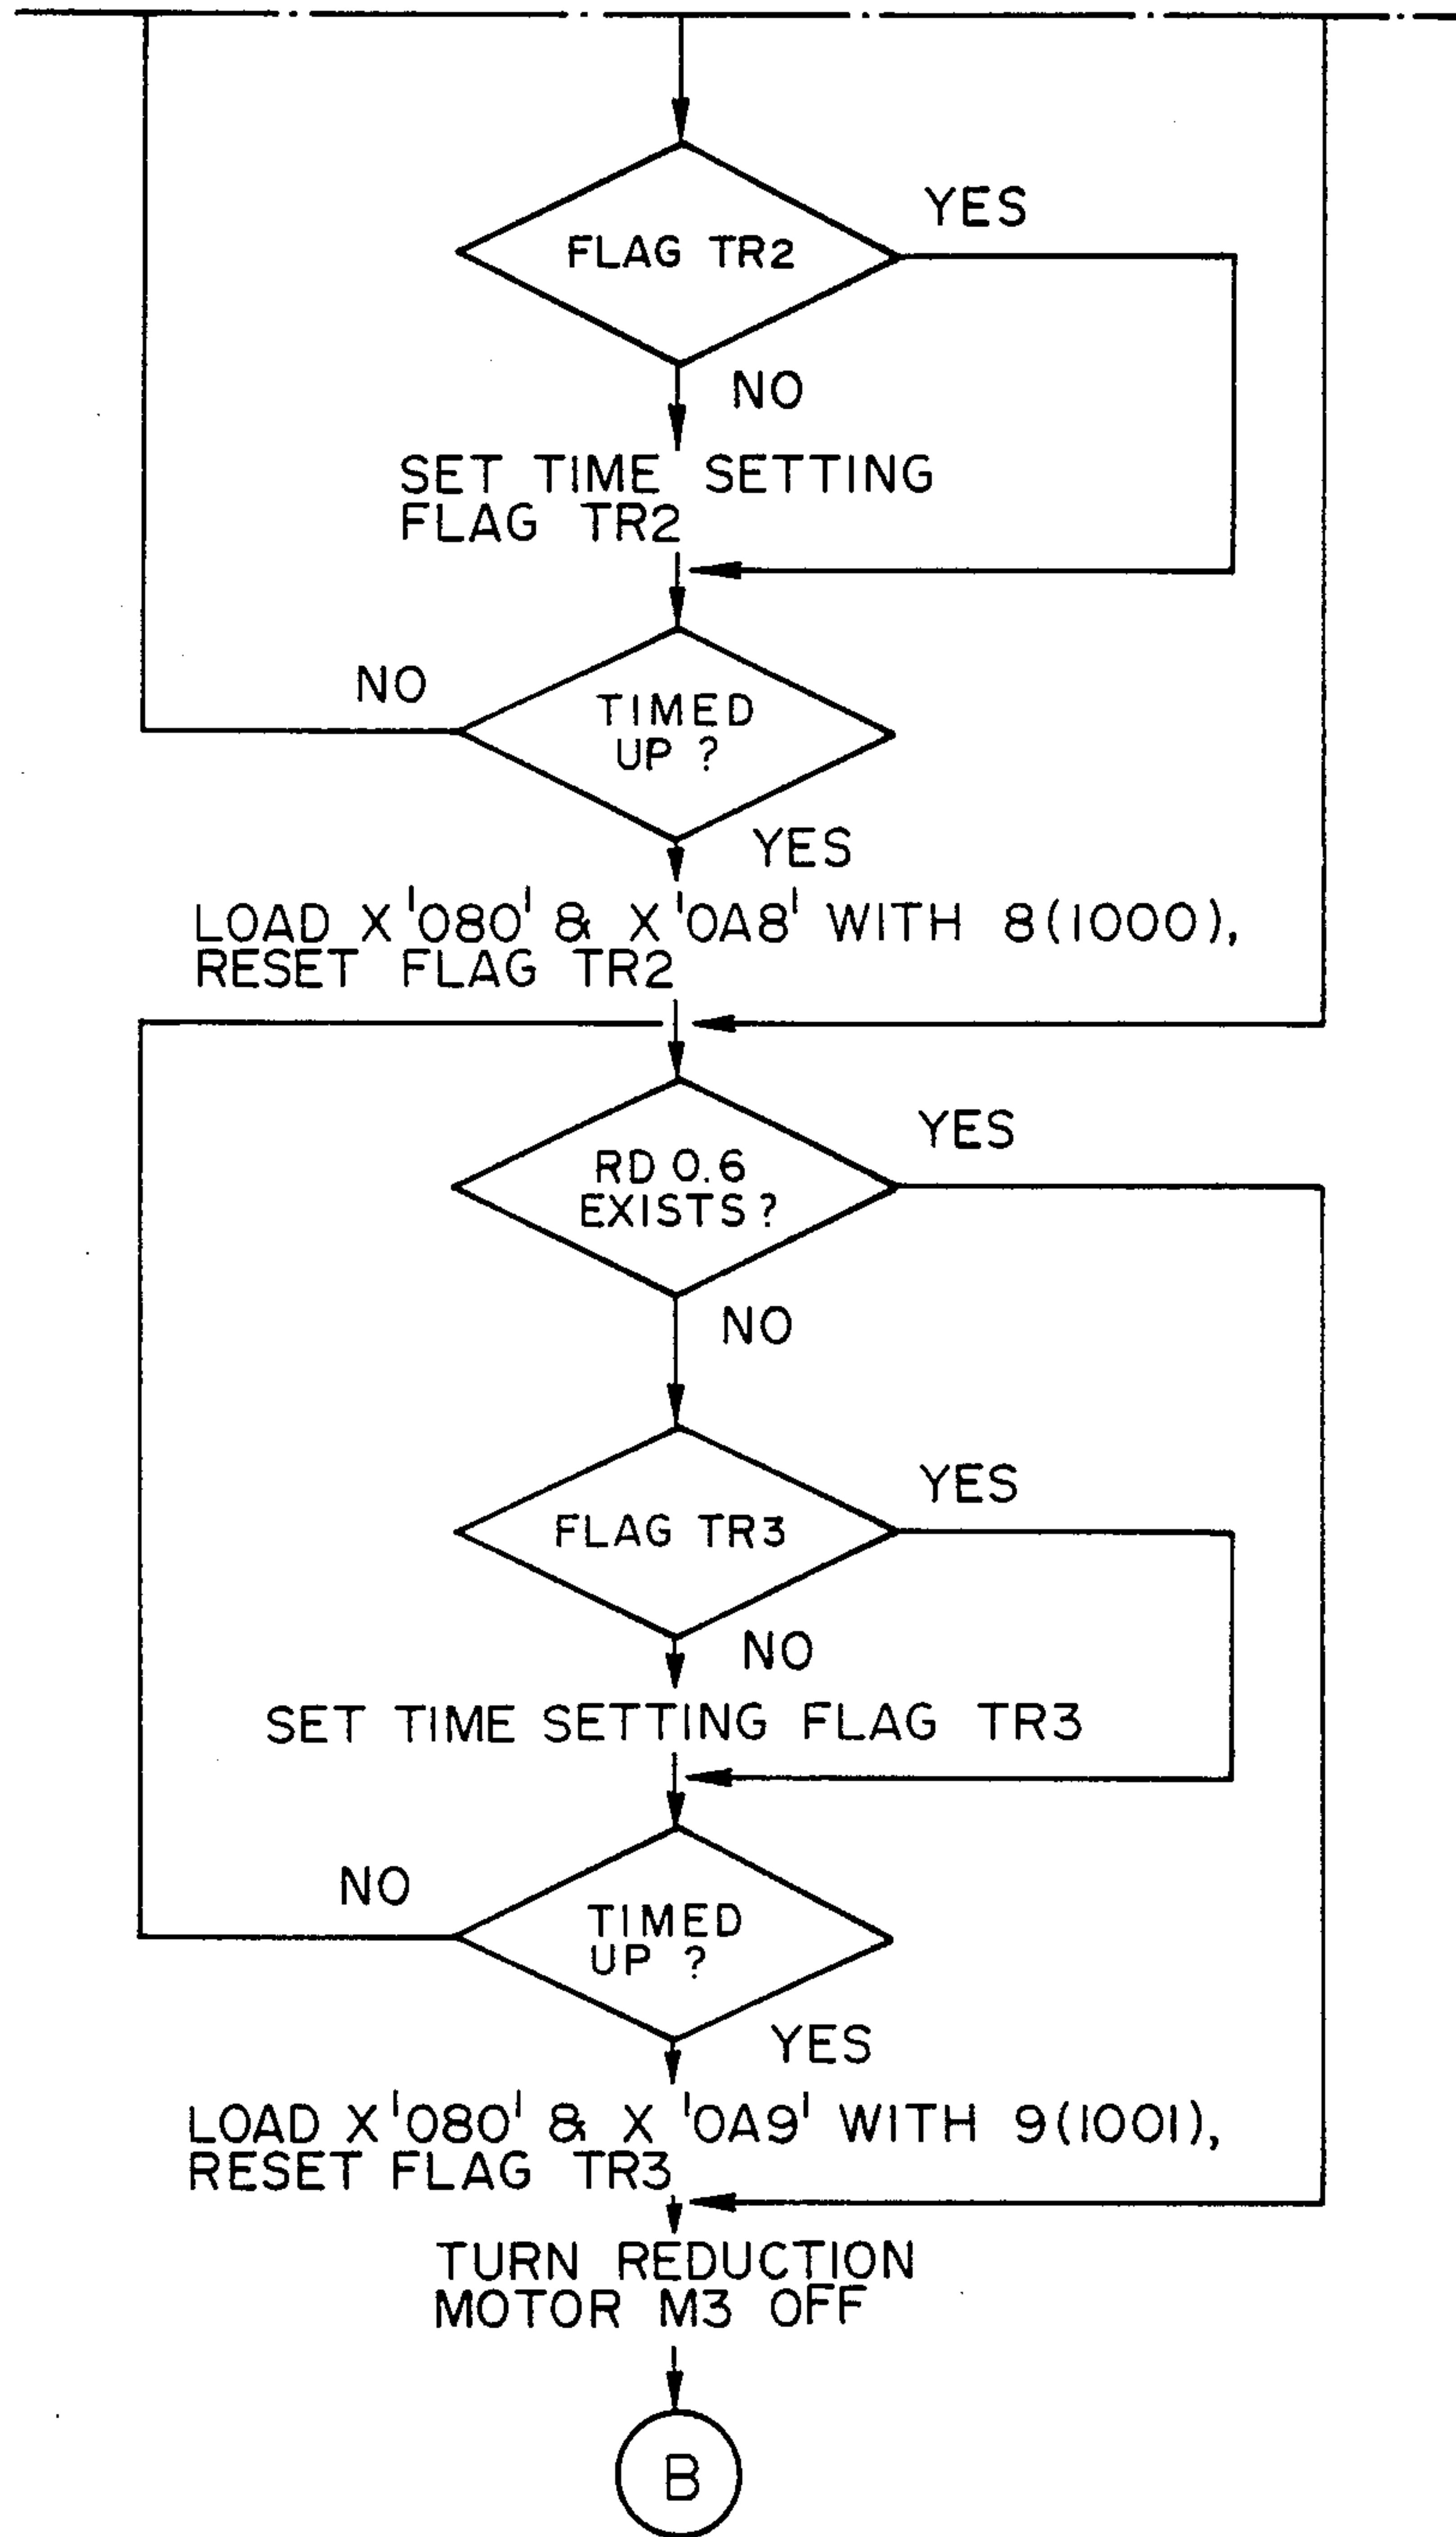 FLAG TR2
YES
NO
SET TIME SETTING
FLAG TR2
NO
TIMED
UP ?
YES
LOAD X'080' & X'0A8' WITH 8(1000),
RESET FLAG TR2
RD 0.6
EXISTS?
YES
NO
FLAG TR3
YES
NO
SET TIME SETTING FLAG TR3
NO
TIMED
UP ?
YES
LOAD X'080' & X'0A9' WITH 9(1001),
RESET FLAG TR3
TURN REDUCTION
MOTOR M3 OFF
B